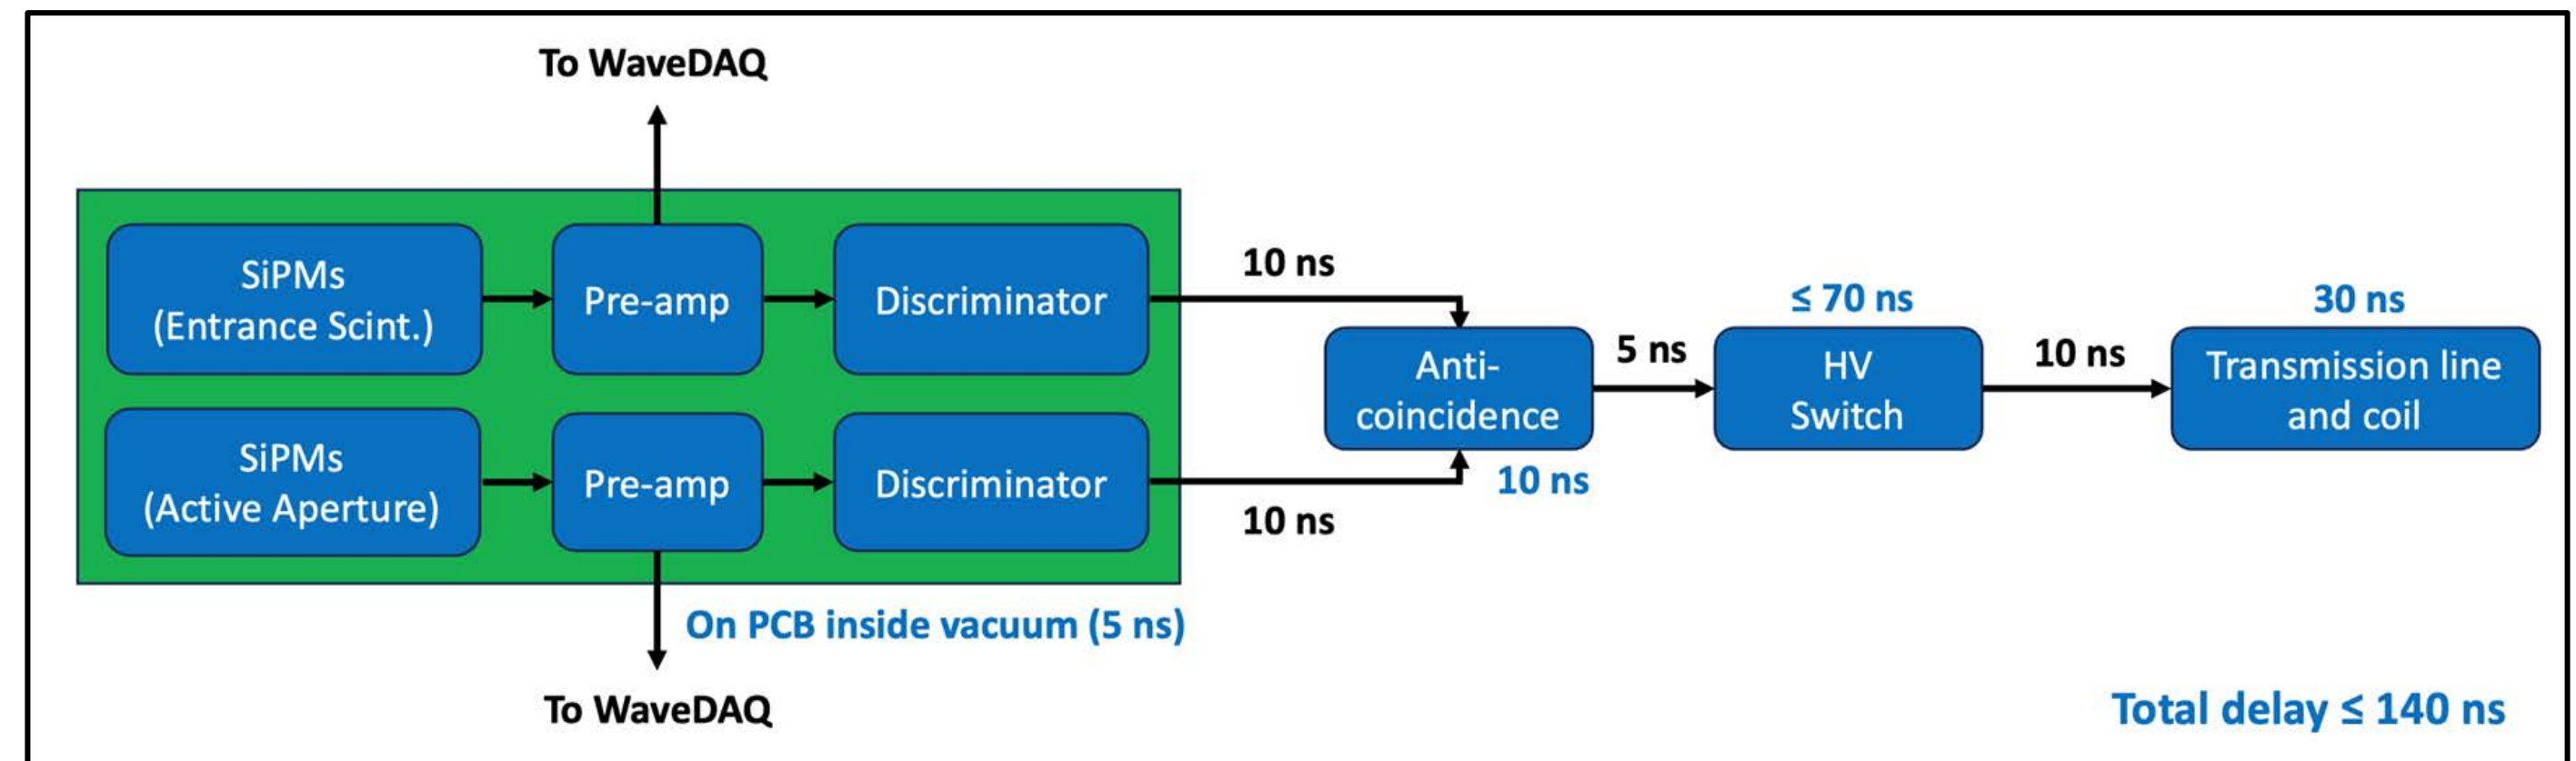 To WaveDAQ
SiPMs
(Entrance Scint.)
Pre-amp
Discriminator
10 ns
SiPMs
(Active Aperture)
Pre-amp
Discriminator
10 ns
Anti-
coincidence
10 ns
5 ns
≤ 70 ns
HV
Switch
10 ns
30 ns
Transmission line
and coil
On PCB inside vacuum (5 ns)
To WaveDAQ
Total delay ≤ 140 ns